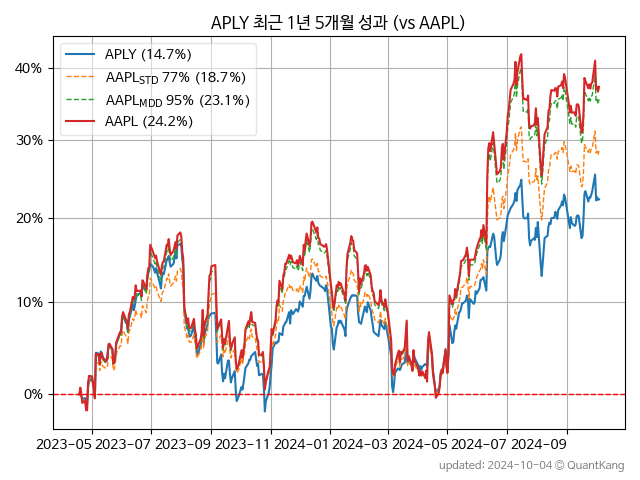 APLY 최근 1년 5개월 성과 (vs AAPL)
APLY (14.7%)
AAPL_STD 77% (18.7%)
AAPL_MDD 95% (23.1%)
AAPL (24.2%)
40%
30%
20%
10%
0%
2023-05 2023-07 2023-09 2023-11 2024-01 2024-03 2024-05 2024-07 2024-09
updated: 2024-10-04 © QuantKang